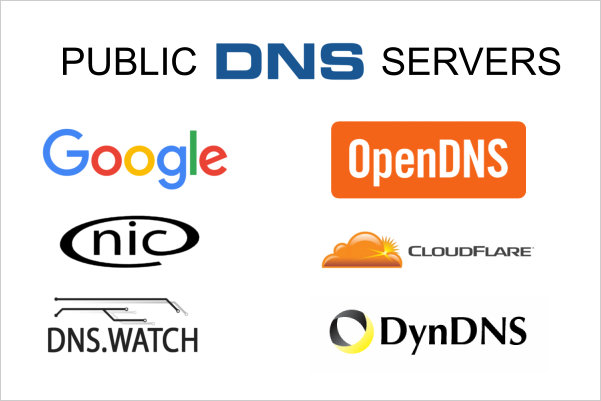 PUBLIC DNS SERVERS
Google
OpenDNS
nic
CLOUDFLARE
DNS.WATCH
DynDNS